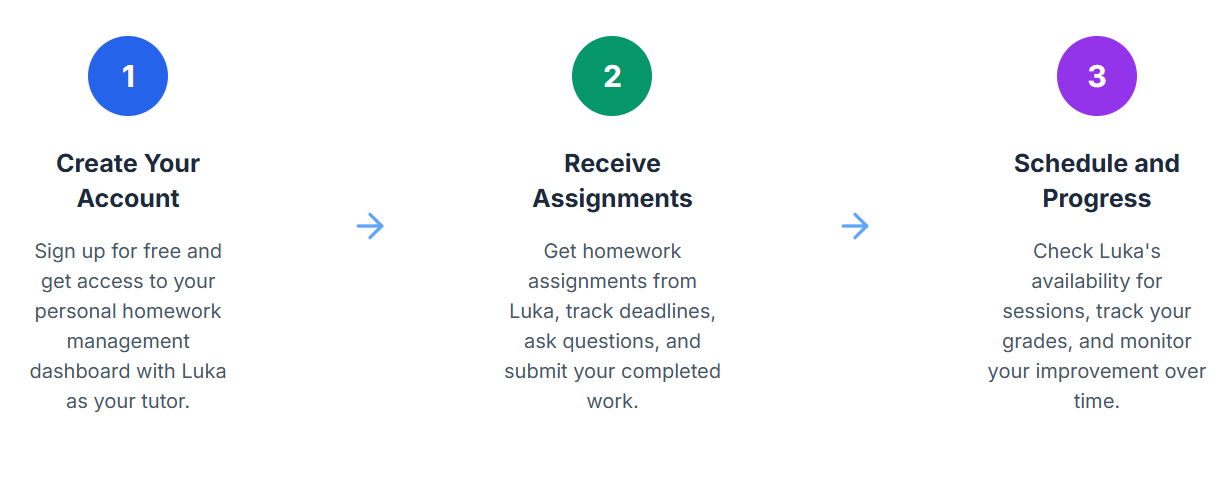 1
Create Your
Account
Sign up for free and
get access to your
personal homework
management
dashboard with Luka
as your tutor.
2
Receive
Assignments
Get homework
assignments from
Luka, track deadlines,
ask questions, and
submit your completed
work.
3
Schedule and
Progress
Check Luka's
availability for
sessions, track your
grades, and monitor
your improvement over
time.